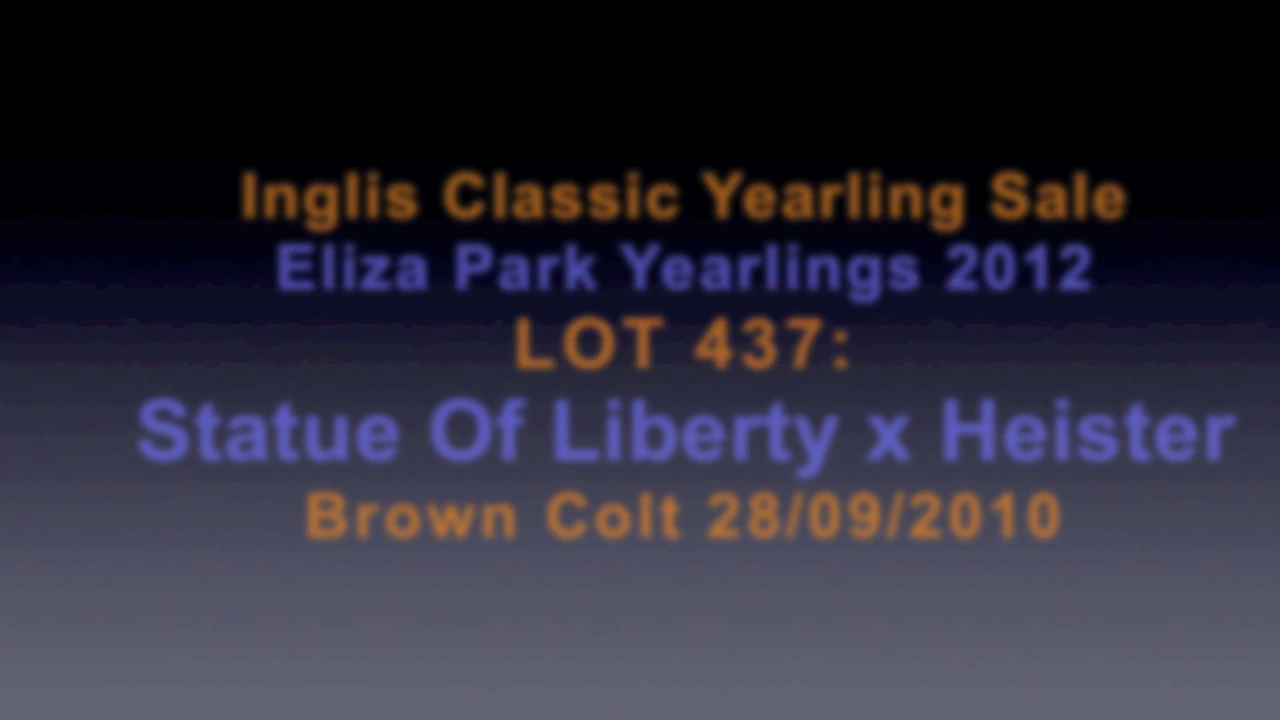 Inglis Classic Yearling Sale
Eliza Park Yearlings 2012
LOT 437:
Statue Of Liberty x Heister
Brown Colt 28/09/2010